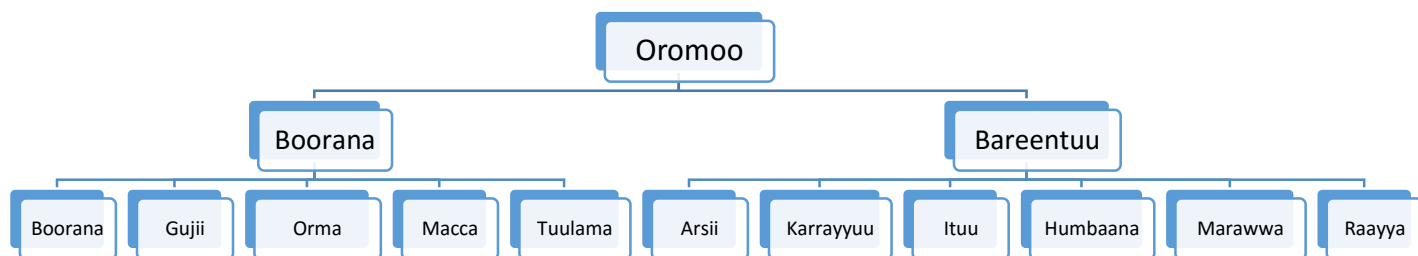 Oromoo
Boorana Bareentuu
Boorana Gujii Orma Macca Tuulama Arsii Karrayyuu Ituu Humbaana Marawwa Raayya